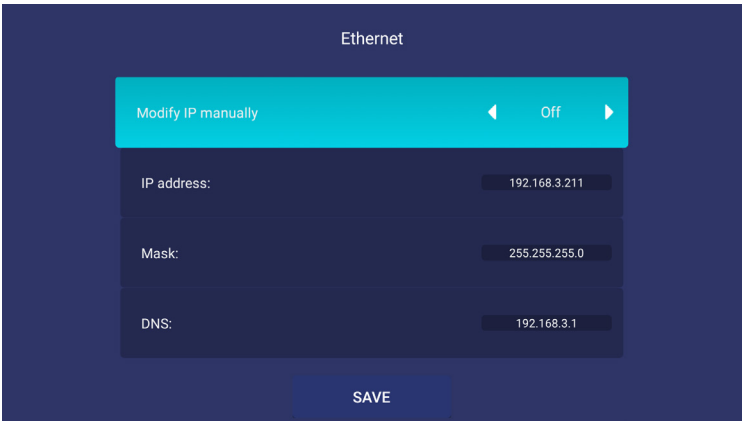 Ethernet
Modify IP manually Off
IP address: 192.168.3.211
Mask: 255.255.255.0
DNS: 192.168.3.1
SAVE